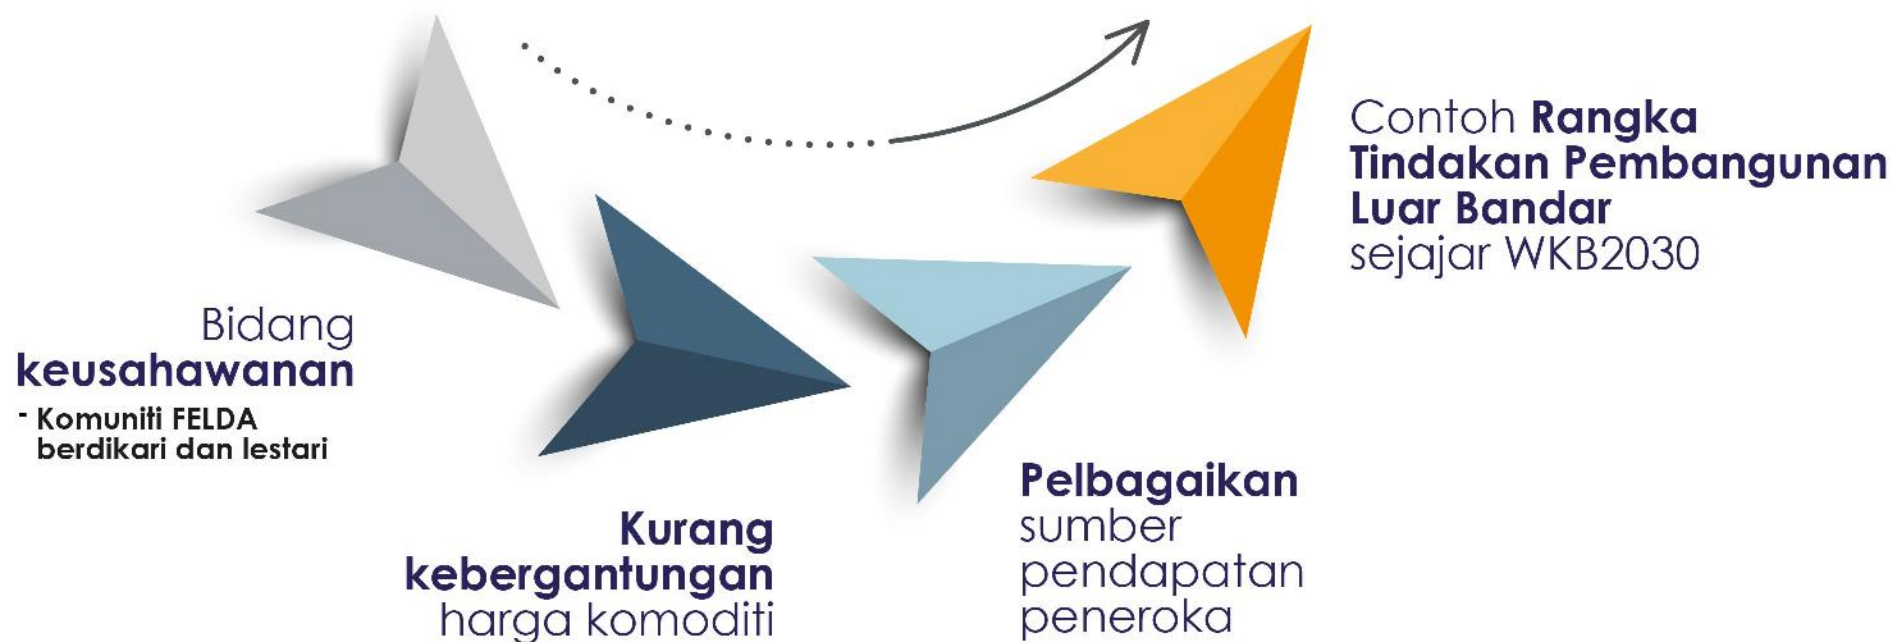 Bidang
keusahawanan
- Komuniti FELDA
berdikari dan lestari
Kurang
kebergantungan
harga komoditi
Pelbagaikan
sumber
pendapatan
peneroka
Contoh Rangka
Tindakan Pembangunan
Luar Bandar
sejajar WKB2030